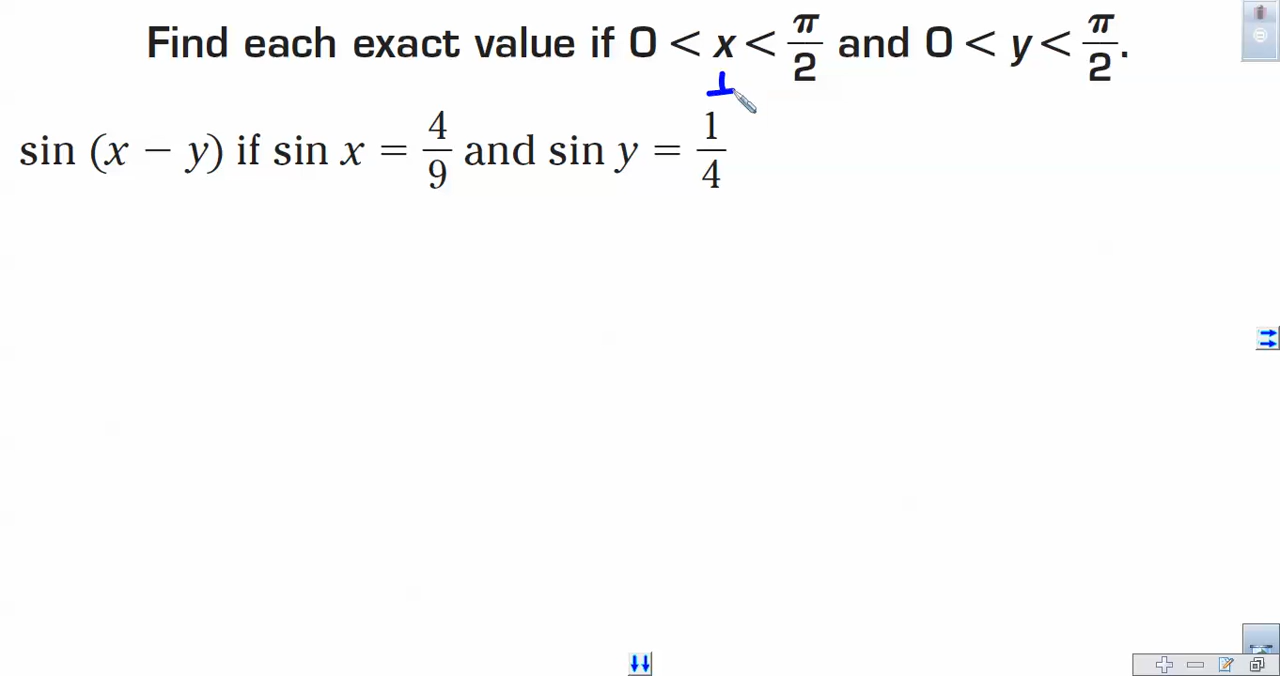 Find each exact value if 0 < x < π/2 and 0 < y < π/2.
sin (x − y) if sin x = 4/9 and sin y = 1/4